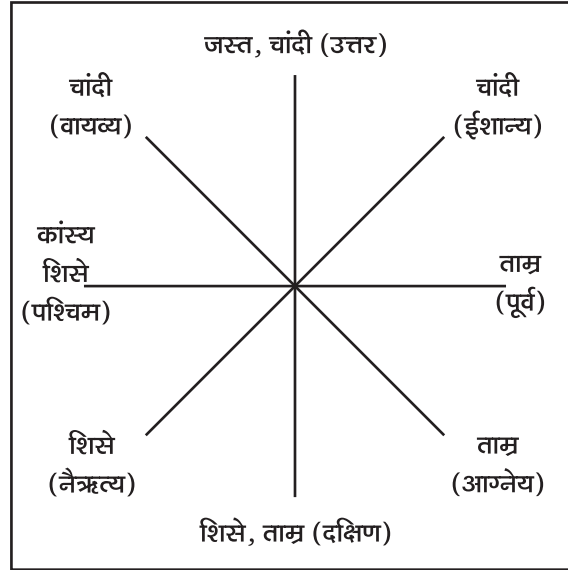 जस्त, चांदी (उत्तर)
चांदी
(वायव्य)
चांदी
(ईशान्य)
कांस्य
शिसे
(पश्चिम)
ताम्र
(पूर्व)
शिसे
(नैऋत्य)
ताम्र
(आग्नेय)
शिसे, ताम्र (दक्षिण)